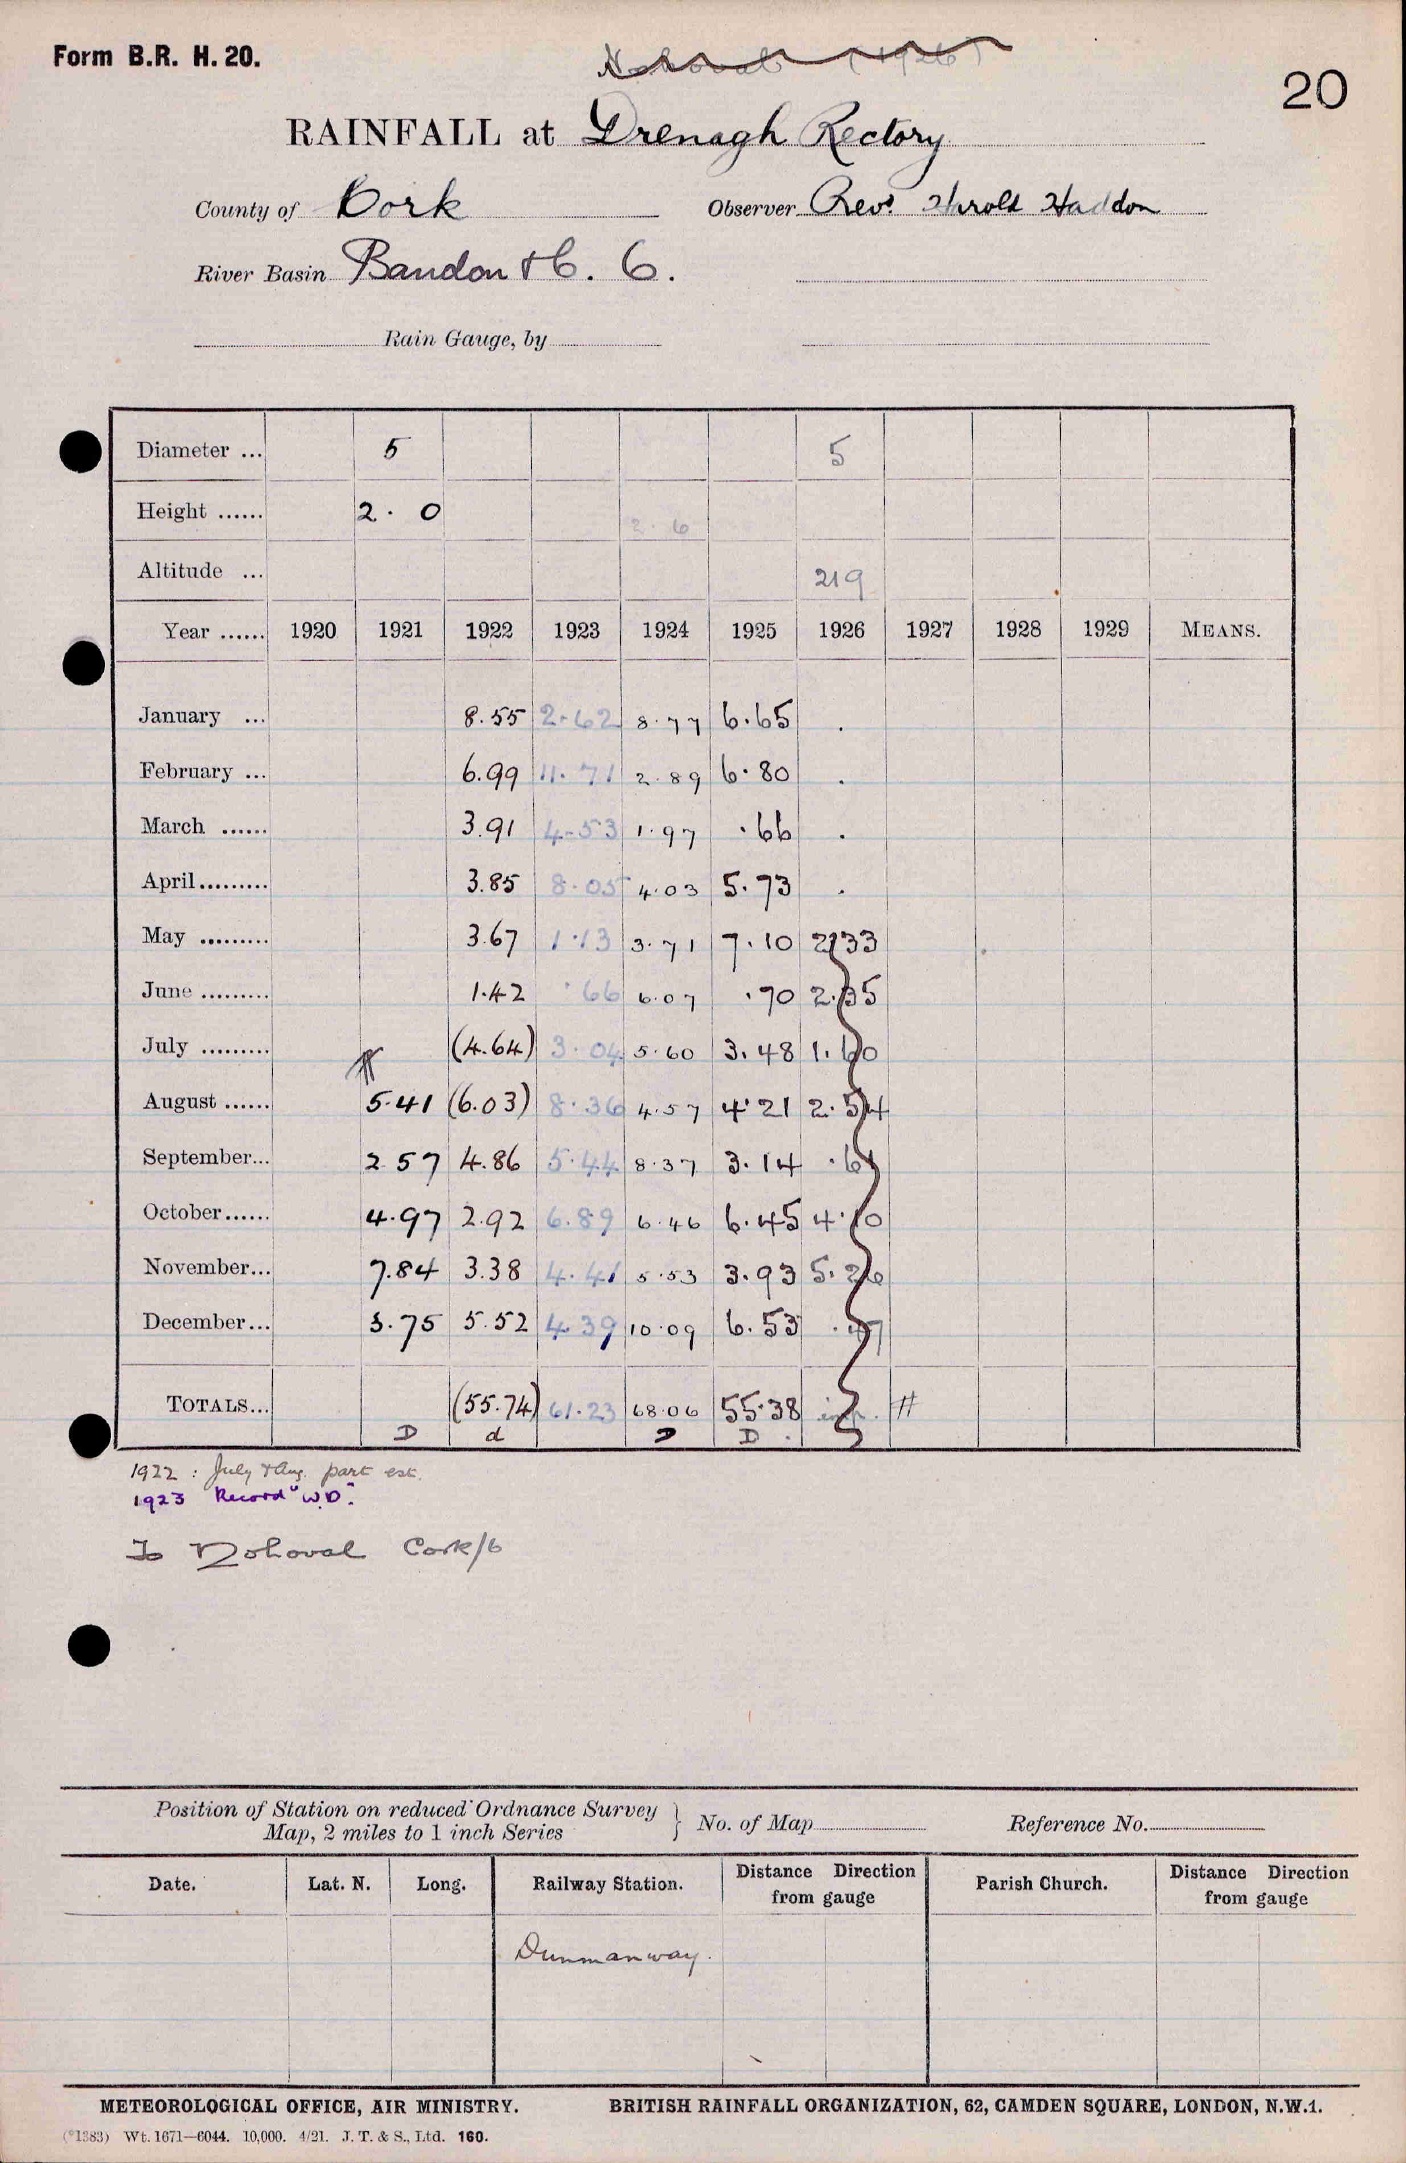 Form B.R. H. 20.
Nohoval (1926)
20
RAINFALL at Drenagh Rectory
County of Cork Observer Revd. Harold Haddon
River Basin Bandon & C. 6.
Rain Gauge, by
Diameter ... 5 5
Height ...... 2. 0 2. 6
Altitude ... 219
Year ...... 1920 1921 1922 1923 1924 1925 1926 1927 1928 1929 MEANS.
January ... 8.55 2.62 8.77 6.65 .
February ... 6.99 11.71 2.89 6.80 .
March ...... 3.91 4.53 1.97 .66 .
April ......... 3.85 8.05 4.03 5.73 .
May ......... 3.67 1.13 3.71 7.10 2.33
June ......... 1.42 .66 6.07 .70 2.35
July ......... # (4.64) 3.04 5.60 3.48 1.60
August ...... 5.41 (6.03) 8.36 4.57 4.21 2.54
September... 2 57 4.86 5.44 8.37 3.14 .61
October ...... 4.97 2.92 6.89 6.46 6.45 4.10
November... 7.84 3.38 4.41 5.53 3.93 5.26
December... 3.75 5.52 4.39 10.09 6.53 .47
TOTALS... (55.74) 61.23 68.06 55.38 #
D d D D .
1922 : July & Aug. part est.
1923 Record "W.D".
To Nohoval Cork/6
Position of Station on reduced Ordnance Survey } No. of Map Reference No.
Map, 2 miles to 1 inch Series
Date. Lat. N. Long. Railway Station. Distance Direction Parish Church. Distance Direction
from gauge from gauge
Dunmanway.
METEOROLOGICAL OFFICE, AIR MINISTRY. BRITISH RAINFALL ORGANIZATION, 62, CAMDEN SQUARE, LONDON, N.W.1.
(*1383) Wt. 1671—6044. 10,000. 4/21. J. T. & S., Ltd. 160.